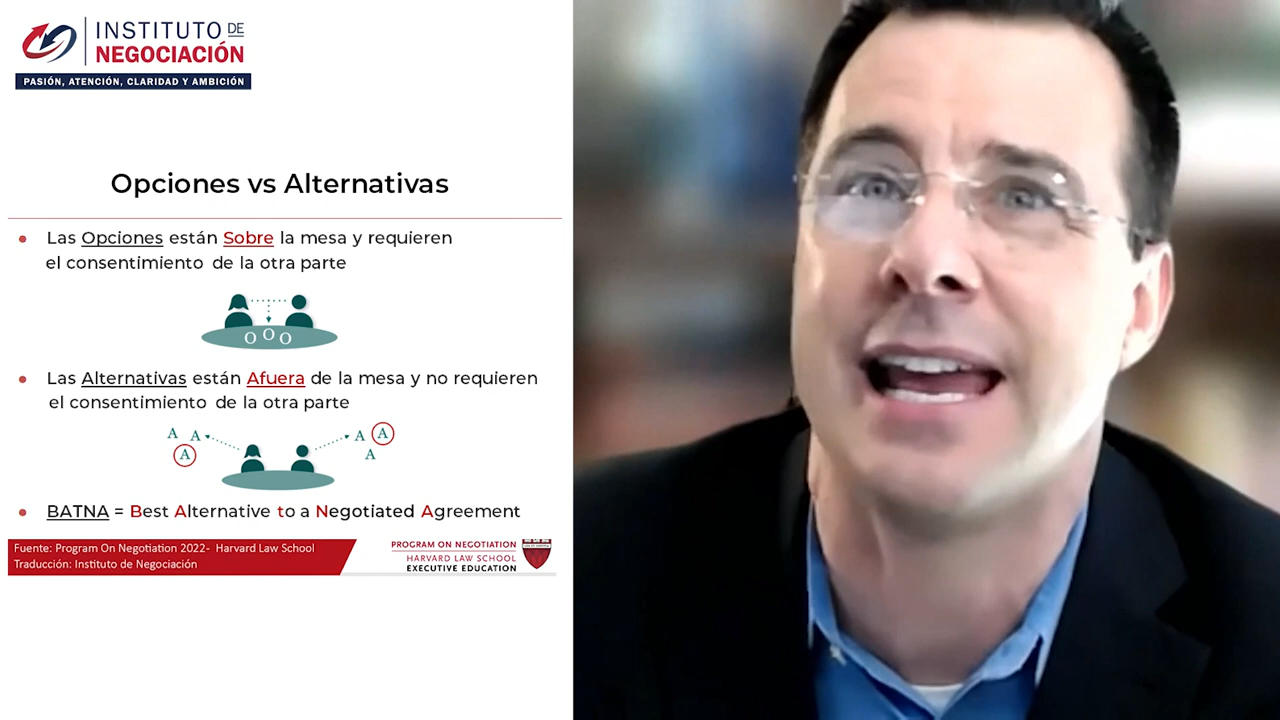 INSTITUTO DE
NEGOCIACIÓN
PASIÓN, ATENCIÓN, CLARIDAD Y AMBICIÓN
Opciones vs Alternativas
Las Opciones están Sobre la mesa y requieren
el consentimiento de la otra parte
O O O
Las Alternativas están Afuera de la mesa y no requieren
el consentimiento de la otra parte
A A A A A A
BATNA = Best Alternative to a Negotiated Agreement
Fuente: Program On Negotiation 2022- Harvard Law School
Traducción: Instituto de Negociación
PROGRAM ON NEGOTIATION
HARVARD LAW SCHOOL
EXECUTIVE EDUCATION